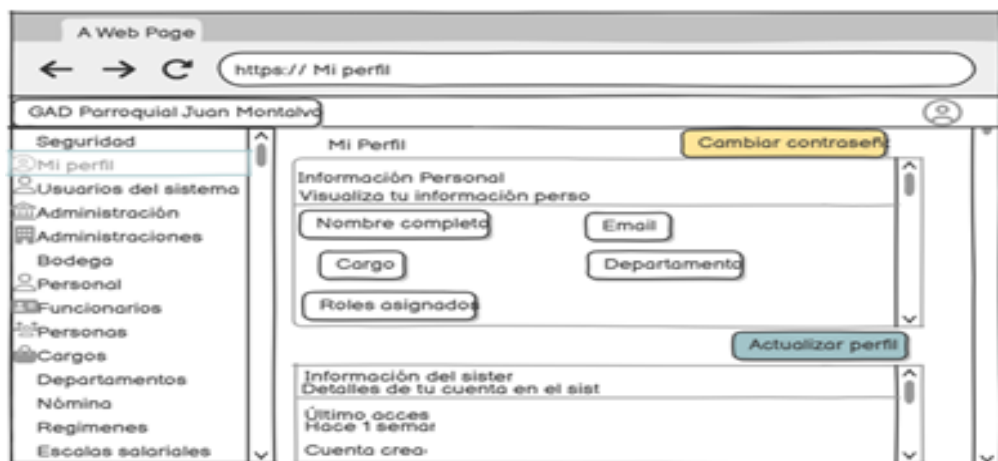 A Web Page
https:// Mi perfil
GAD Parroquial Juan Montalvo
Seguridad
Mi perfil
Usuarios del sistema
Administración
Administraciones
Bodega
Personal
Funcionarios
Personas
Cargos
Departamentos
Nómina
Regimenes
Escalas salariales
Mi Perfil
Cambiar contraseñ
Información Personal
Visualiza tu información perso
Nombre completo
Email
Cargo
Departamento
Roles asignados
Actualizar perfil
Información del sister
Detalles de tu cuenta en el sist
Último acces
Hace 1 semar
Cuenta crea